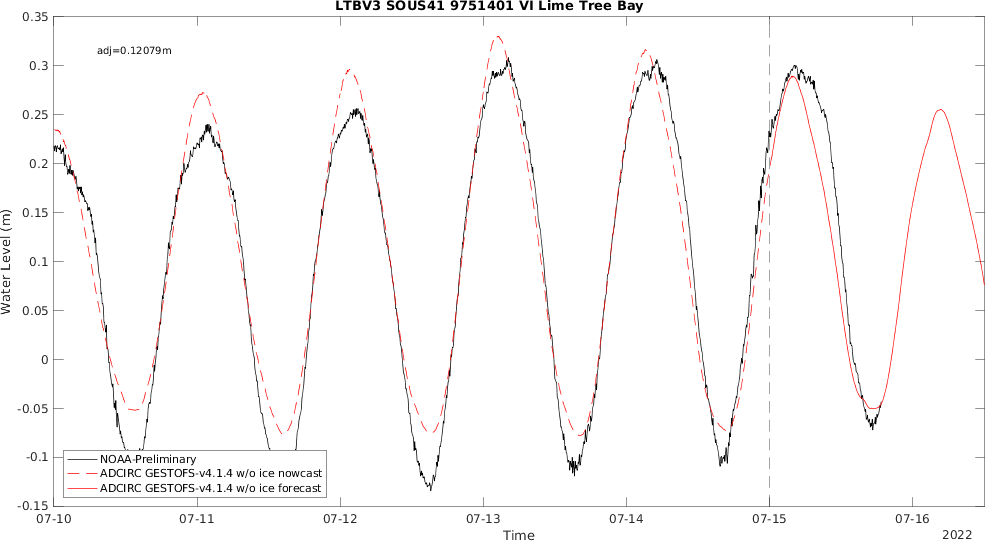 LTBV3 SOUS41 9751401 VI Lime Tree Bay
adj=0.12079m
0.35
0.3
0.25
0.2
0.15
0.1
0.05
0
-0.05
-0.1
-0.15
Water Level (m)
NOAA-Preliminary
ADCIRC GESTOFS-v4.1.4 w/o ice nowcast
ADCIRC GESTOFS-v4.1.4 w/o ice forecast
07-10 07-11 07-12 07-13 07-14 07-15 07-16
Time
2022